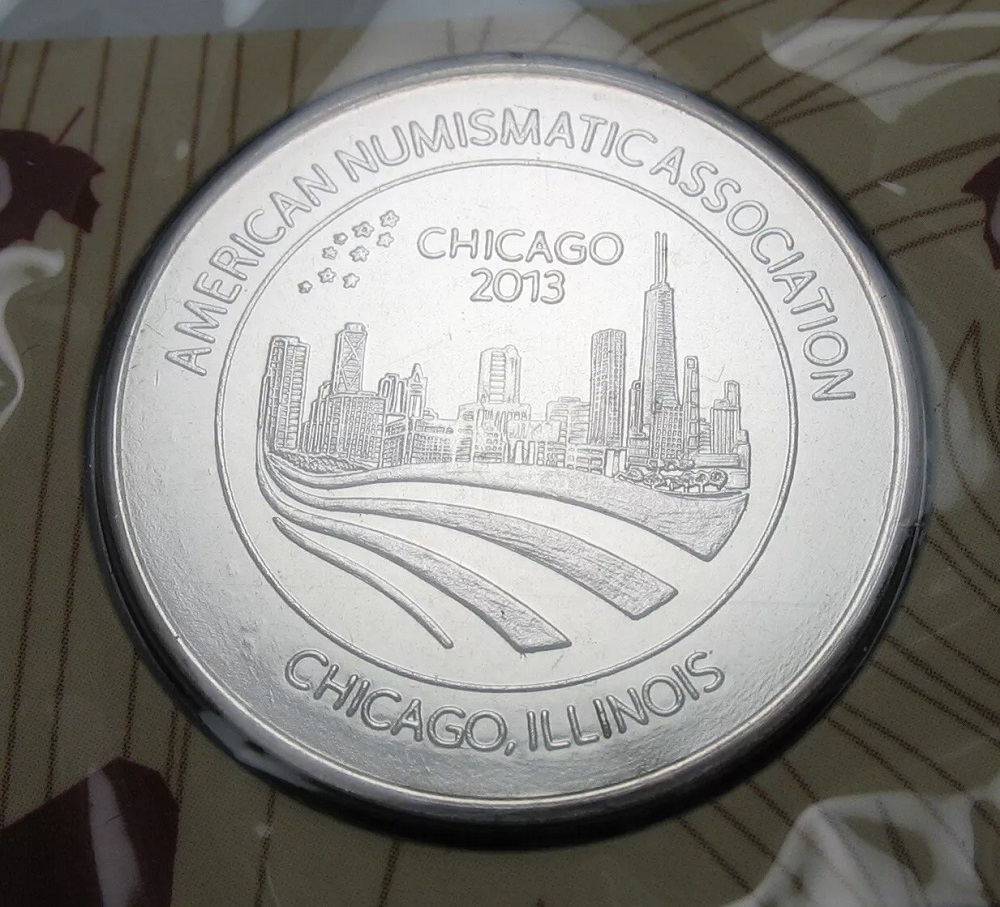 AMERICAN NUMISMATIC ASSOCIATION
CHICAGO
2013
CHICAGO, ILLINOIS